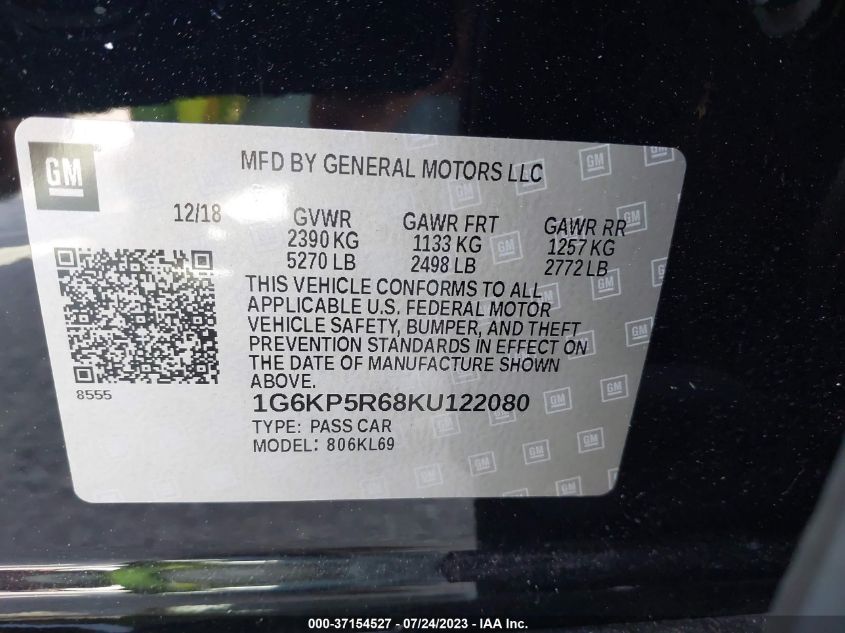 GM
MFD BY GENERAL MOTORS LLC
12/18
GVWR
2390 KG
5270 LB
GAWR FRT
1133 KG
2498 LB
GAWR RR
1257 KG
2772 LB
THIS VEHICLE CONFORMS TO ALL
APPLICABLE U.S. FEDERAL MOTOR
VEHICLE SAFETY, BUMPER, AND THEFT
PREVENTION STANDARDS IN EFFECT ON
THE DATE OF MANUFACTURE SHOWN
ABOVE.
8555
1G6KP5R68KU122080
TYPE: PASS CAR
MODEL: 806KL69
000-37154527 - 07/24/2023 - IAA Inc.